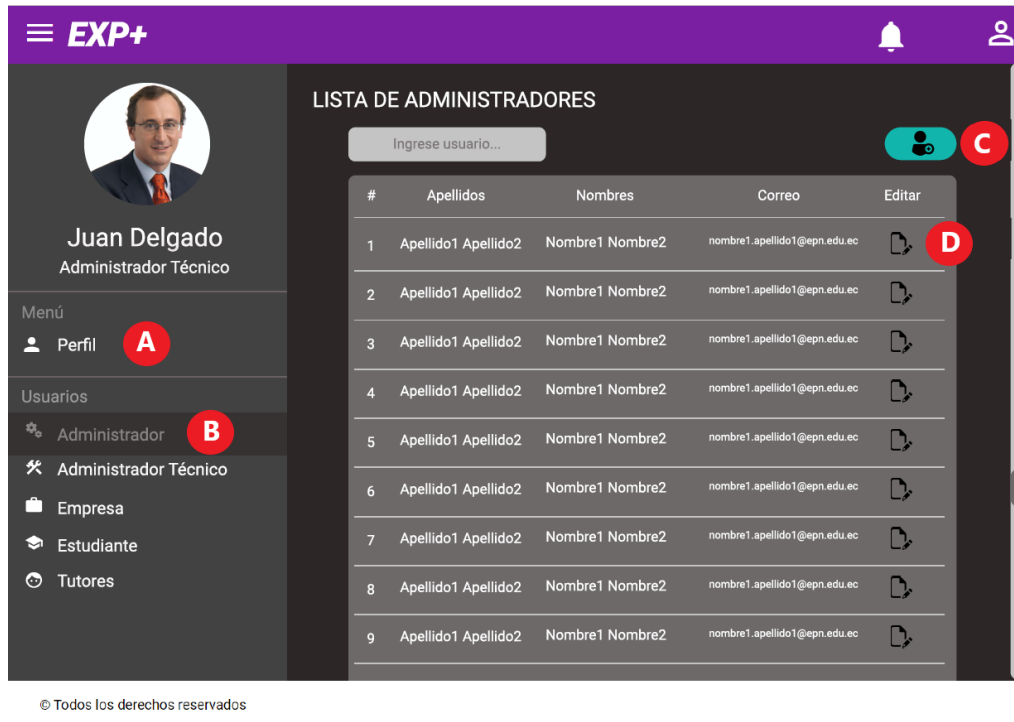 EXP+
Juan Delgado
Administrador Técnico
Menú
Perfil A
Usuarios
Administrador B
Administrador Técnico
Empresa
Estudiante
Tutores
LISTA DE ADMINISTRADORES
Ingrese usuario...
C
# Apellidos Nombres Correo Editar
1 Apellido1 Apellido2 Nombre1 Nombre2 nombre1.apellido1@epn.edu.ec D
2 Apellido1 Apellido2 Nombre1 Nombre2 nombre1.apellido1@epn.edu.ec
3 Apellido1 Apellido2 Nombre1 Nombre2 nombre1.apellido1@epn.edu.ec
4 Apellido1 Apellido2 Nombre1 Nombre2 nombre1.apellido1@epn.edu.ec
5 Apellido1 Apellido2 Nombre1 Nombre2 nombre1.apellido1@epn.edu.ec
6 Apellido1 Apellido2 Nombre1 Nombre2 nombre1.apellido1@epn.edu.ec
7 Apellido1 Apellido2 Nombre1 Nombre2 nombre1.apellido1@epn.edu.ec
8 Apellido1 Apellido2 Nombre1 Nombre2 nombre1.apellido1@epn.edu.ec
9 Apellido1 Apellido2 Nombre1 Nombre2 nombre1.apellido1@epn.edu.ec
© Todos los derechos reservados